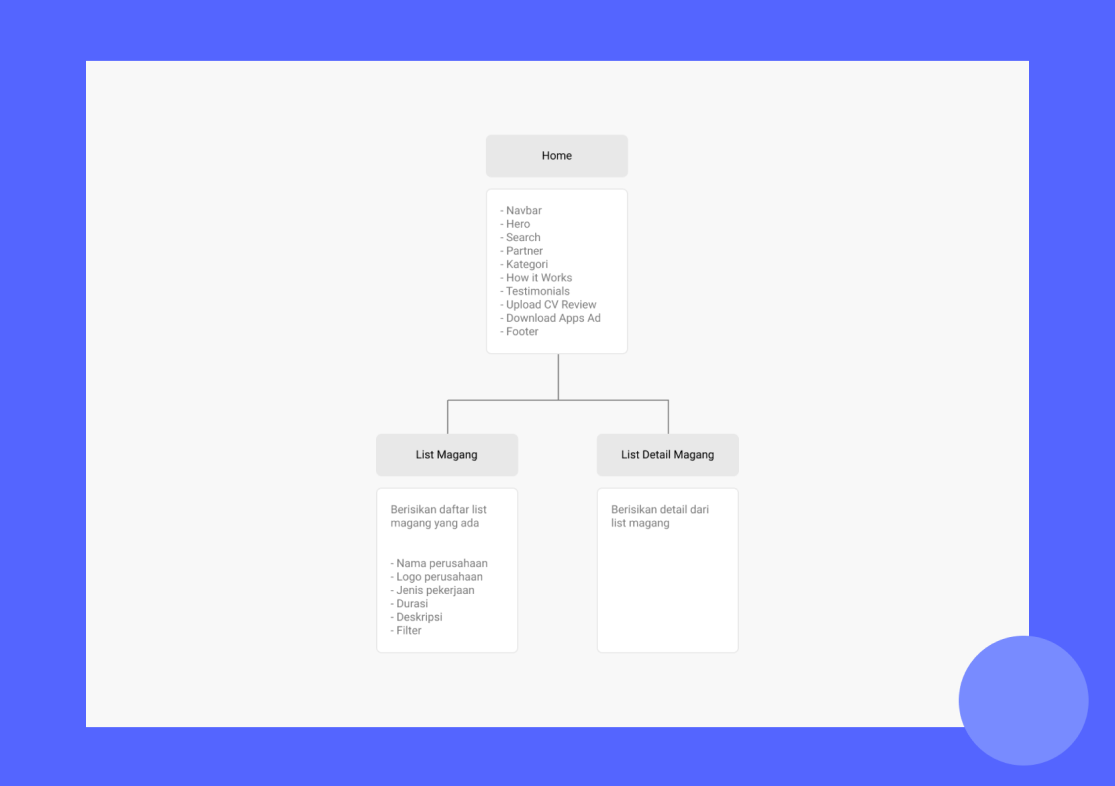 Home
- Navbar
- Hero
- Search
- Partner
- Kategori
- How it Works
- Testimonials
- Upload CV Review
- Download Apps Ad
- Footer
List Magang
Berisikan daftar list
magang yang ada
- Nama perusahaan
- Logo perusahaan
- Jenis pekerjaan
- Durasi
- Deskripsi
- Filter
List Detail Magang
Berisikan detail dari
list magang